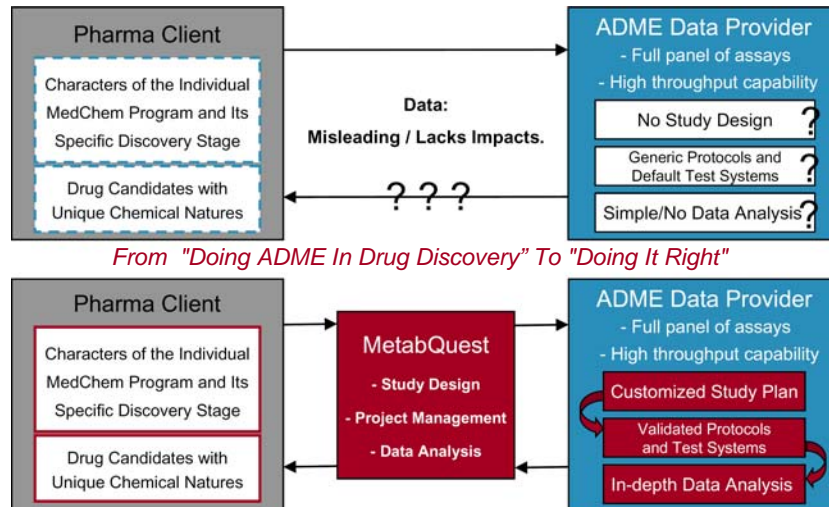 Pharma Client
Characters of the Individual
MedChem Program and Its
Specific Discovery Stage
Drug Candidates with
Unique Chemical Natures
Data:
Misleading / Lacks Impacts.
? ? ?
ADME Data Provider
- Full panel of assays
- High throughput capability
No Study Design ?
Generic Protocols and
Default Test Systems ?
Simple/No Data Analysis ?
From "Doing ADME In Drug Discovery” To "Doing It Right"
Pharma Client
Characters of the Individual
MedChem Program and Its
Specific Discovery Stage
Drug Candidates with
Unique Chemical Natures
MetabQuest
- Study Design
- Project Management
- Data Analysis
ADME Data Provider
- Full panel of assays
- High throughput capability
Customized Study Plan
Validated Protocols
and Test Systems
In-depth Data Analysis